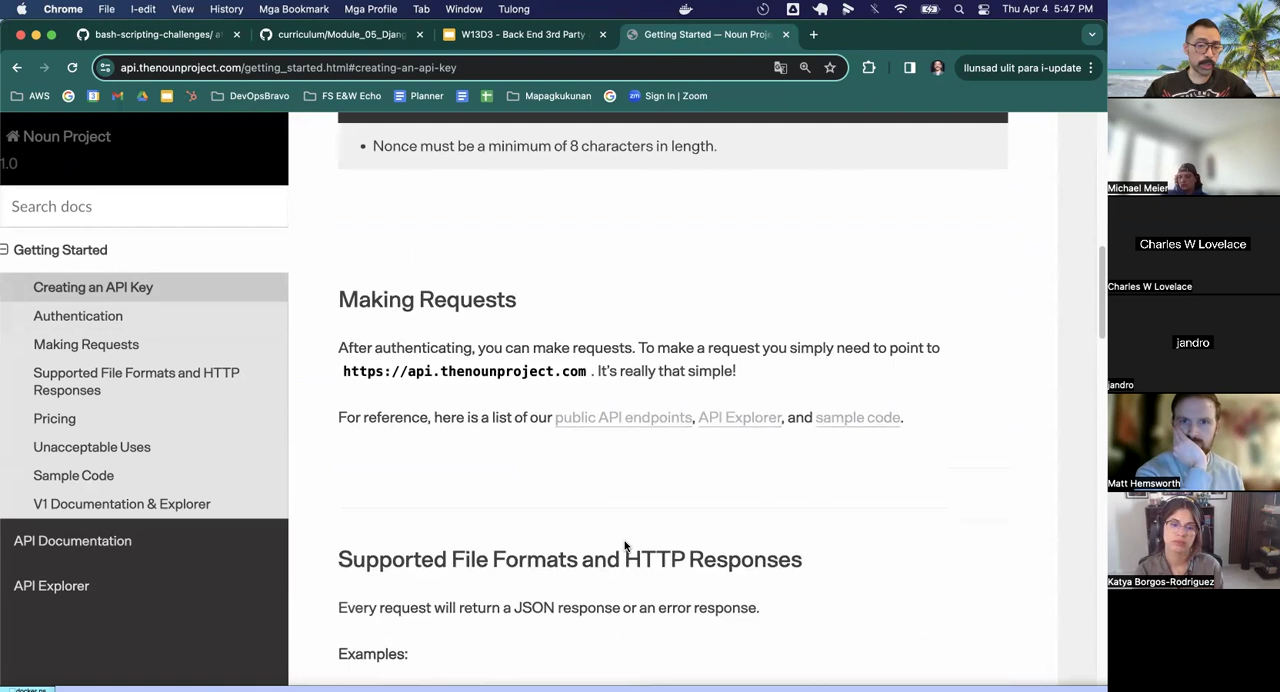 Chrome File I-edit View History Mga Bookmark Mga Profile Tab Window Tulong Thu Apr 4 5:47 PM
bash-scripting-challenges/ at curriculum/Module_05_Djang W13D3 - Back End 3rd Party Getting Started — Noun Proje
api.thenounproject.com/getting_started.html#creating-an-api-key Ilunsad ulit para i-update
AWS DevOpsBravo FS E&W Echo Planner Mapagkukunan Sign In | Zoom
Noun Project
1.0
Search docs
Getting Started
Creating an API Key
Authentication
Making Requests
Supported File Formats and HTTP
Responses
Pricing
Unacceptable Uses
Sample Code
V1 Documentation & Explorer
API Documentation
API Explorer
• Nonce must be a minimum of 8 characters in length.
Making Requests
After authenticating, you can make requests. To make a request you simply need to point to
https://api.thenounproject.com . It's really that simple!
For reference, here is a list of our public API endpoints, API Explorer, and sample code.
Supported File Formats and HTTP Responses
Every request will return a JSON response or an error response.
Examples:
docker ps
Michael Meier
Charles W Lovelace
Charles W Lovelace
jandro
jandro
Matt Hemsworth
Katya Borgos-Rodriguez